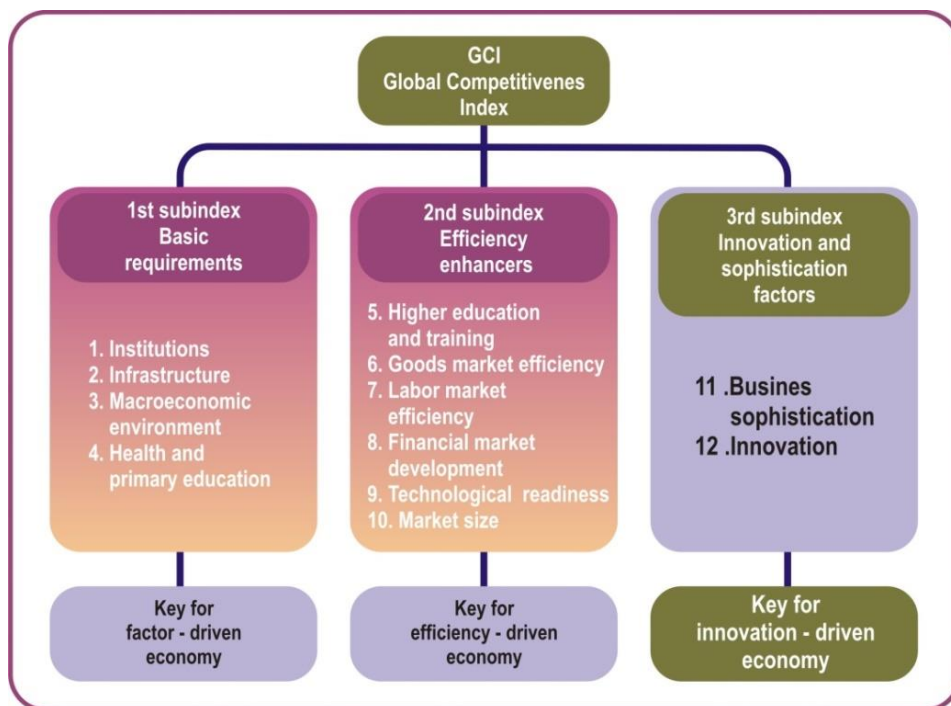 GCI
Global Competitivenes
Index
1st subindex
Basic
requirements
1. Institutions
2. Infrastructure
3. Macroeconomic
environment
4. Health and
primary education
Key for
factor - driven
economy
2nd subindex
Efficiency
enhancers
5. Higher education
and training
6. Goods market efficiency
7. Labor market
efficiency
8. Financial market
development
9. Technological readiness
10. Market size
Key for
efficiency - driven
economy
3rd subindex
Innovation and
sophistication
factors
11 .Busines
sophistication
12 .Innovation
Key for
innovation - driven
economy